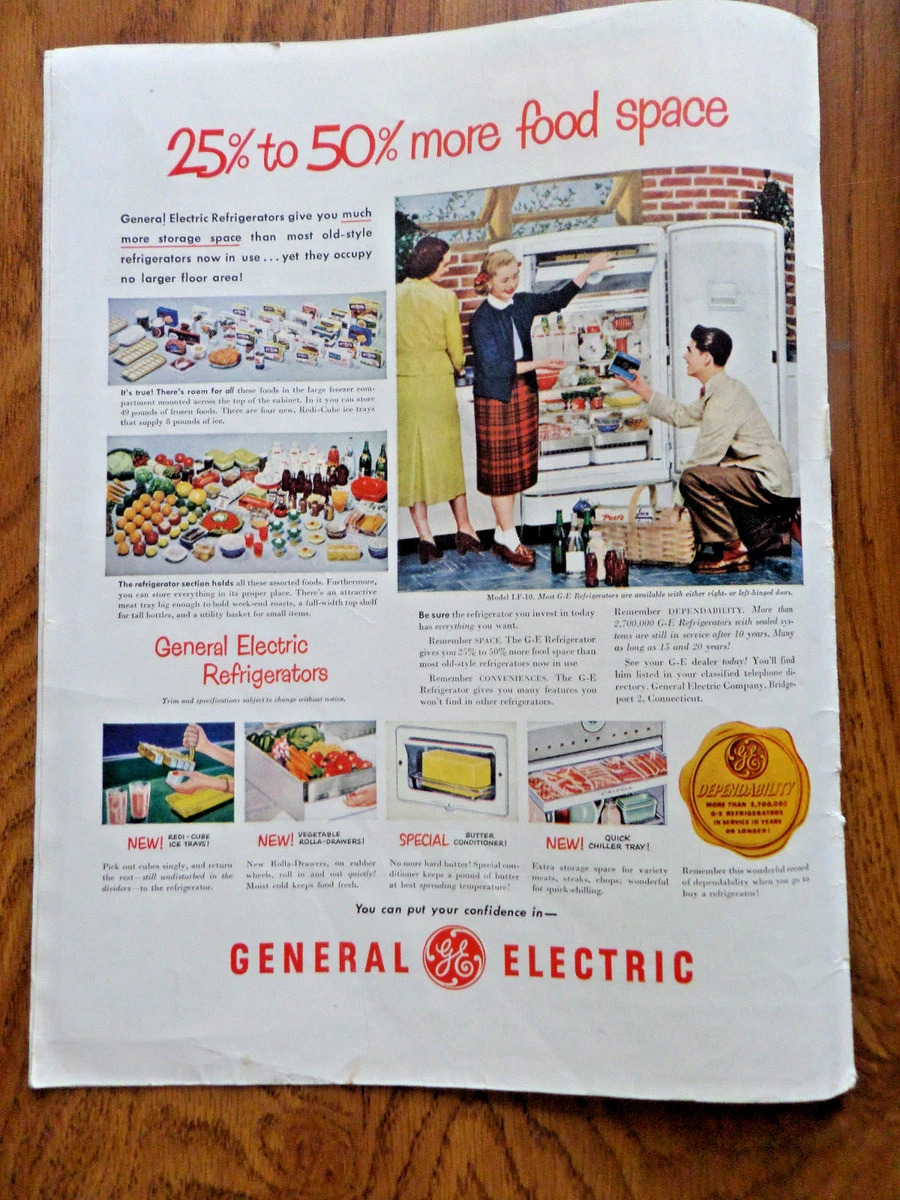 25% to 50% more food space
General Electric Refrigerators give you much
more storage space than most old-style
refrigerators now in use . . . yet they occupy
no larger floor area!
It's true! There's room for all these foods in the large freezer com-
partment mounted across the top of the cabinet. In it you can store
49 pounds of frozen foods. There are four new, Redi-Cube ice trays
that supply 8 pounds of ice.
The refrigerator section holds all these assorted foods. Furthermore,
you can store everything in its proper place. There's an attractive
meat tray big enough to hold week-end roasts, a full-width top shelf
for tall bottles, and a utility basket for small items.
General Electric
Refrigerators
Trim and specifications subject to change without notice.
Model LF-10. Most G-E Refrigerators are available with either right- or left-hinged doors.
Be sure the refrigerator you invest in today
has everything you want.
Remember SPACE. The G-E Refrigerator
gives you 25% to 50% more food space than
most old-style refrigerators now in use
Remember CONVENIENCES. The G-E
Refrigerator gives you many features you
won't find in other refrigerators.
Remember DEPENDABILITY. More than
2,700,000 G-E Refrigerators with sealed sys-
tems are still in service after 10 years. Many
as long as 15 and 20 years!
See your G-E dealer today! You'll find
him listed in your classified telephone di-
rectory. General Electric Company, Bridge-
port 2, Connecticut.
NEW! REDI-CUBE
ICE TRAYS!
Pick out cubes singly, and return
the rest—still undisturbed in the
dividers—to the refrigerator.
NEW! VEGETABLE
ROLLA-DRAWERS!
New Rolla-Drawers, on rubber
wheels, roll in and out quietly!
Moist cold keeps food fresh.
SPECIAL BUTTER
CONDITIONER!
No more hard butter! Special con-
ditioner keeps a pound of butter
at best spreading temperature!
NEW! QUICK
CHILLER TRAY!
Extra storage space for variety
meats, steaks, chops; wonderful
for quick-chilling.
GE
DEPENDABILITY
MORE THAN 2,700,000
G-E REFRIGERATORS
IN SERVICE 10 YEARS
OR LONGER!
Remember this wonderful record
of dependability when you go to
buy a refrigerator!
You can put your confidence in—
GENERAL GE ELECTRIC